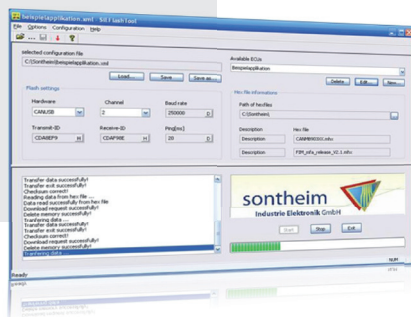 beispielapplikation.xml - SiE FlashTool
File Options Configuration Help
selected configuration file
C:\Sontheim\beispielapplikation.xml
Load... Save Save as...
Flash settings
Hardware Channel Baud rate
CANUSB 2 250000 D
Transmit-ID Receive-ID Ping[ms]
CDA8EF9 H CDAF98E H 20 D
Available ECUs
Beispielapplikation
Delete Edit... New
Hex file informations
Path of hexfiles
C:\Sontheim\ ...
Description Hex file
Description
Description
Transfer data successfully!
Transfer exit successfully!
Checksum correct!
Reading data from hex file ...
Data read successfully from hex file
Download request successfully!
Delete memory successfully!
Tranfering data ...
Transfer data successfully!
Transfer exit successfully!
Checksum correct!
Download request successfully!
Delete memory successfully!
Tranfering data ...
sontheim
Industrie Elektronik GmbH
Start Stop Exit
Ready
NUM